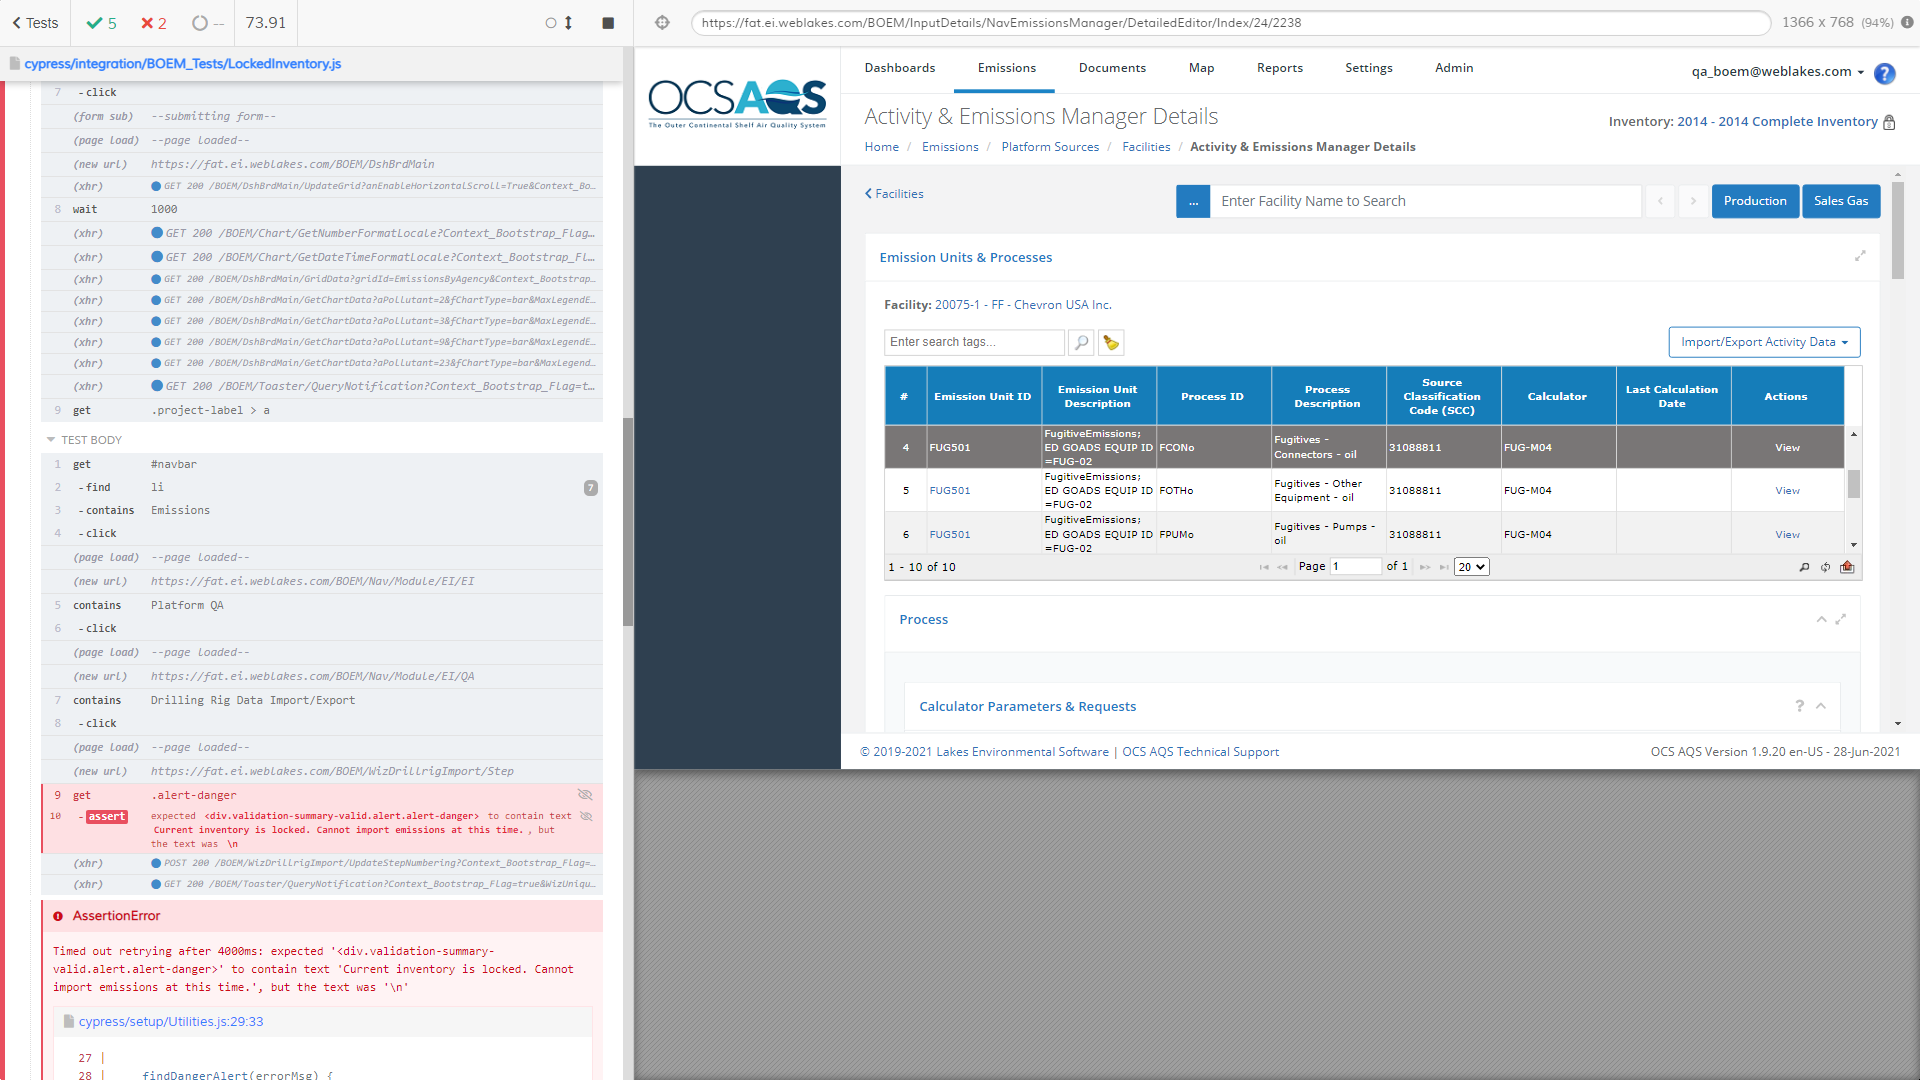 Tests
5
2
--
73.91
cypress/integration/BOEM_Tests/LockedInventory.js
7 -click
(form sub) --submitting form--
(page load) --page loaded--
(new url) https://fat.ei.weblakes.com/BOEM/DshBrdMain
(xhr) GET 200 /BOEM/DshBrdMain/UpdateGrid?anEnableHorizontalScroll=True&Context_Bo...
8 wait 1000
(xhr) GET 200 /BOEM/Chart/GetNumberFormatLocale?Context_Bootstrap_Flag...
(xhr) GET 200 /BOEM/Chart/GetDateTimeFormatLocale?Context_Bootstrap_Fl...
(xhr) GET 200 /BOEM/DshBrdMain/GridData?gridId=EmissionsByAgency&Context_Bootstrap...
(xhr) GET 200 /BOEM/DshBrdMain/GetChartData?aPollutant=2&fChartType=bar&MaxLegendE...
(xhr) GET 200 /BOEM/DshBrdMain/GetChartData?aPollutant=3&fChartType=bar&MaxLegendE...
(xhr) GET 200 /BOEM/DshBrdMain/GetChartData?aPollutant=9&fChartType=bar&MaxLegendE...
(xhr) GET 200 /BOEM/DshBrdMain/GetChartData?aPollutant=23&fChartType=bar&MaxLegend...
(xhr) GET 200 /BOEM/Toaster/QueryNotification?Context_Bootstrap_Flag=t...
9 get .project-label > a
TEST BODY
1 get #navbar
2 -find li 7
3 -contains Emissions
4 -click
(page load) --page loaded--
(new url) https://fat.ei.weblakes.com/BOEM/Nav/Module/EI/EI
5 contains Platform QA
6 -click
(page load) --page loaded--
(new url) https://fat.ei.weblakes.com/BOEM/Nav/Module/EI/QA
7 contains Drilling Rig Data Import/Export
8 -click
(page load) --page loaded--
(new url) https://fat.ei.weblakes.com/BOEM/WizDrillrigImport/Step
9 get .alert-danger
10 -assert expected <div.validation-summary-valid.alert.alert-danger> to contain text
Current inventory is locked. Cannot import emissions at this time. , but
the text was \n
(xhr) POST 200 /BOEM/WizDrillrigImport/UpdateStepNumbering?Context_Bootstrap_Flag=...
(xhr) GET 200 /BOEM/Toaster/QueryNotification?Context_Bootstrap_Flag=true&WizUniqu...
AssertionError
Timed out retrying after 4000ms: expected '<div.validation-summary-
valid.alert.alert-danger>' to contain text 'Current inventory is locked. Cannot
import emissions at this time.', but the text was '\n'
cypress/setup/Utilities.js:29:33
27 |
28 | findDangerAlert(errorMsg) {
https://fat.ei.weblakes.com/BOEM/InputDetails/NavEmissionsManager/DetailedEditor/Index/24/2238
1366 x 768 (94%)
OCSAQS
The Outer Continental Shelf Air Quality System
Dashboards Emissions Documents Map Reports Settings Admin
qa_boem@weblakes.com ?
Activity & Emissions Manager Details
Inventory: 2014 - 2014 Complete Inventory
Home / Emissions / Platform Sources / Facilities / Activity & Emissions Manager Details
Facilities
... Enter Facility Name to Search
Production
Sales Gas
Emission Units & Processes
Facility: 20075-1 - FF - Chevron USA Inc.
Enter search tags...
Import/Export Activity Data
# Emission Unit ID Emission Unit Description Process ID Process Description Source Classification Code (SCC) Calculator Last Calculation Date Actions
4 FUG501 FugitiveEmissions; ED GOADS EQUIP ID =FUG-02 FCONo Fugitives - Connectors - oil 31088811 FUG-M04 View
5 FUG501 FugitiveEmissions; ED GOADS EQUIP ID =FUG-02 FOTHo Fugitives - Other Equipment - oil 31088811 FUG-M04 View
6 FUG501 FugitiveEmissions; ED GOADS EQUIP ID =FUG-02 FPUMo Fugitives - Pumps - oil 31088811 FUG-M04 View
1 - 10 of 10
Page 1 of 1 20
Process
Calculator Parameters & Requests ?
© 2019-2021 Lakes Environmental Software | OCS AQS Technical Support
OCS AQS Version 1.9.20 en-US - 28-Jun-2021